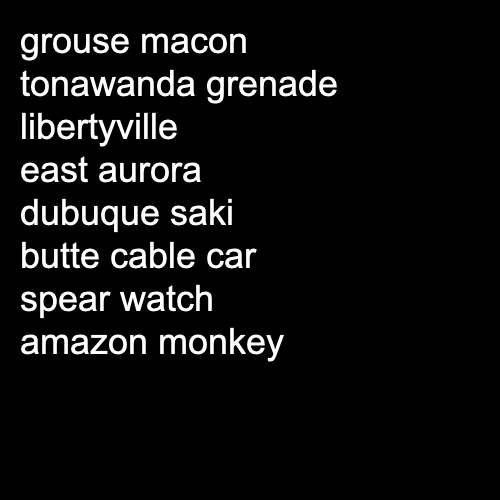 grouse macon
tonawanda grenade
libertyville
east aurora
dubuque saki
butte cable car
spear watch
amazon monkey